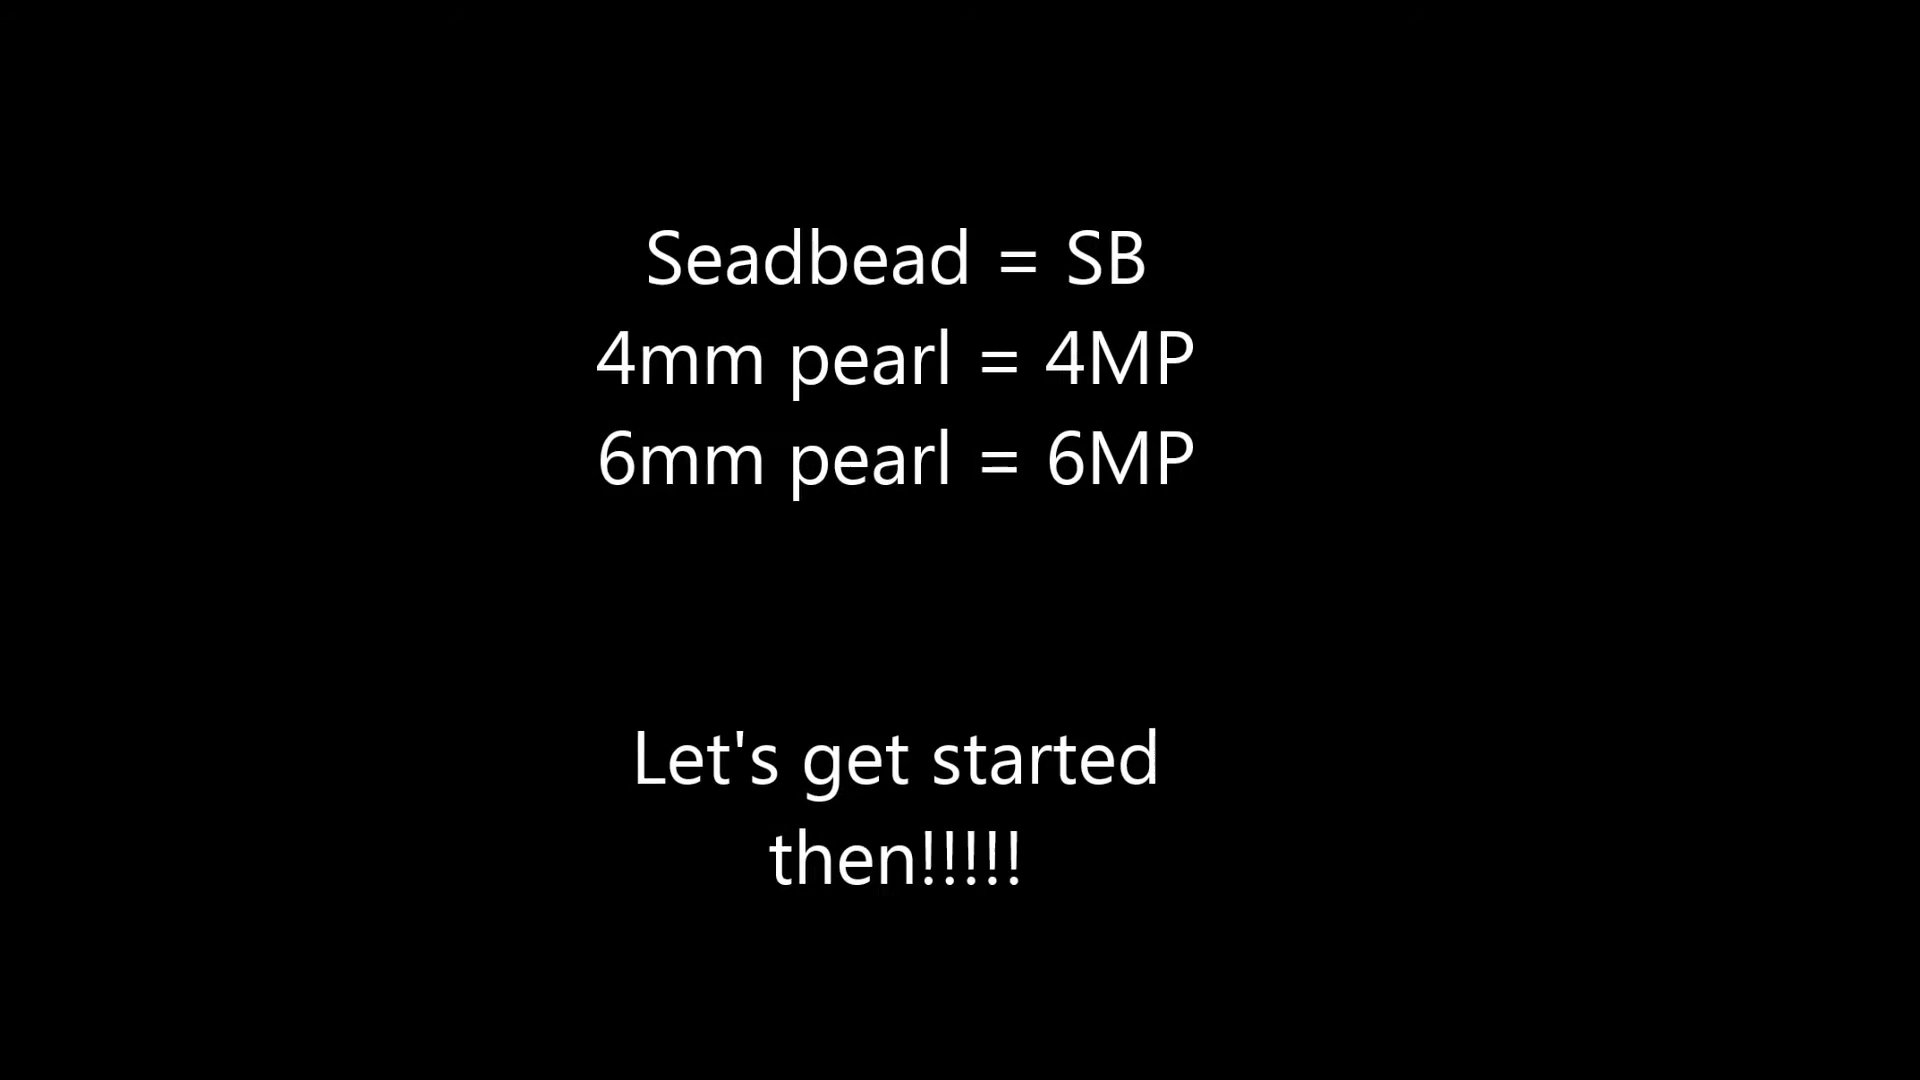 Seadbead = SB
4mm pearl = 4MP
6mm pearl = 6MP
Let's get started
then!!!!!